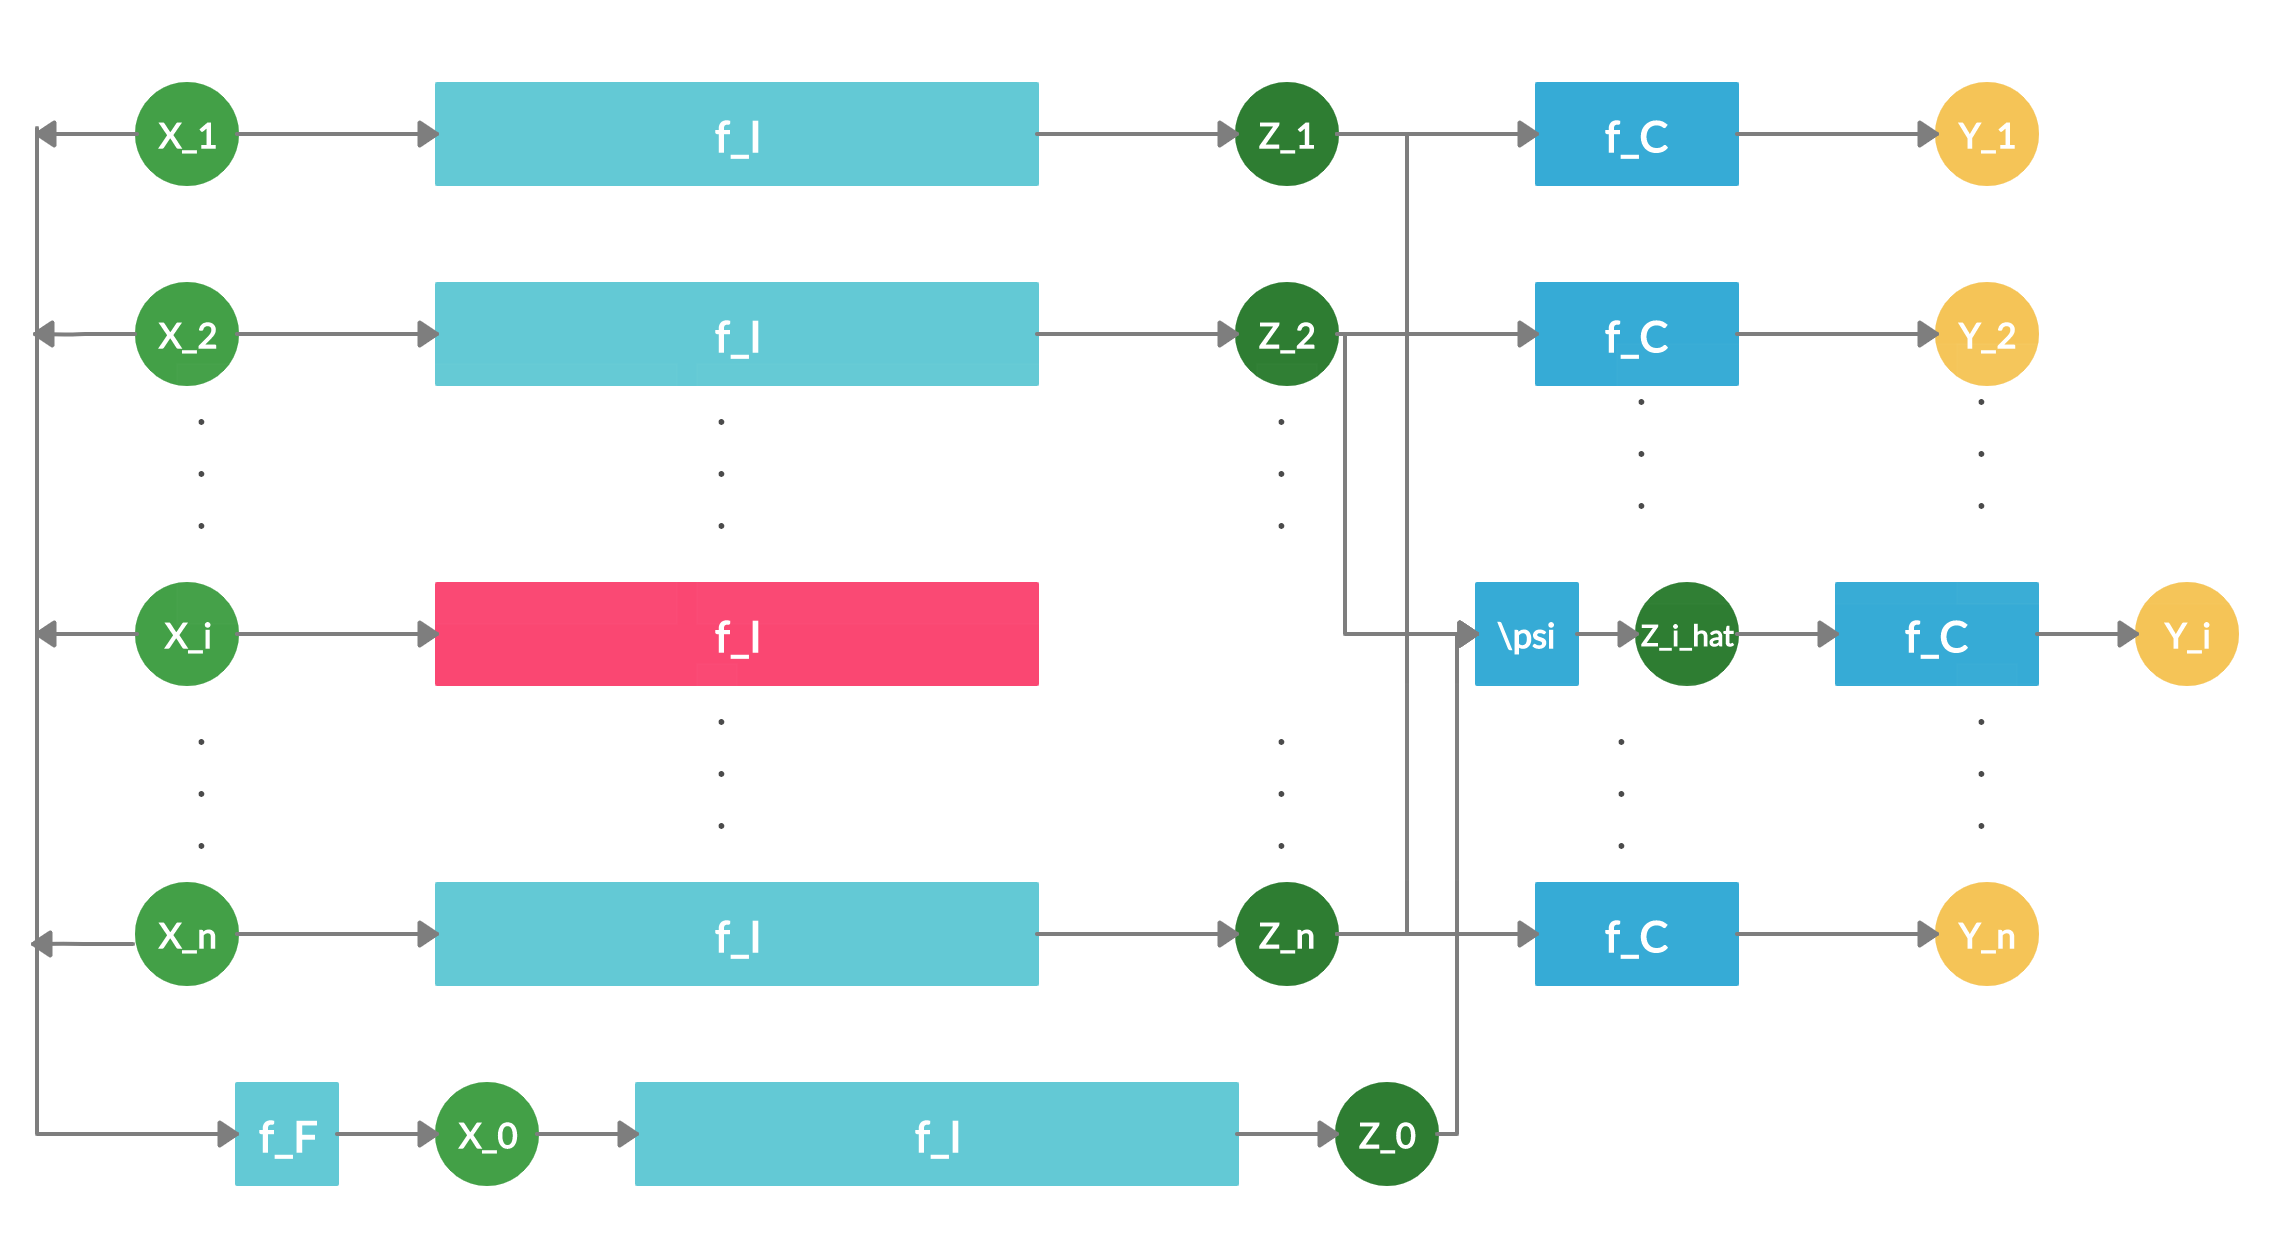 X_1 f_I Z_1 f_C Y_1
X_2 f_I Z_2 f_C Y_2
X_i f_I \psi Z_i_hat f_C Y_i
X_n f_I Z_n f_C Y_n
f_F X_0 f_I Z_0